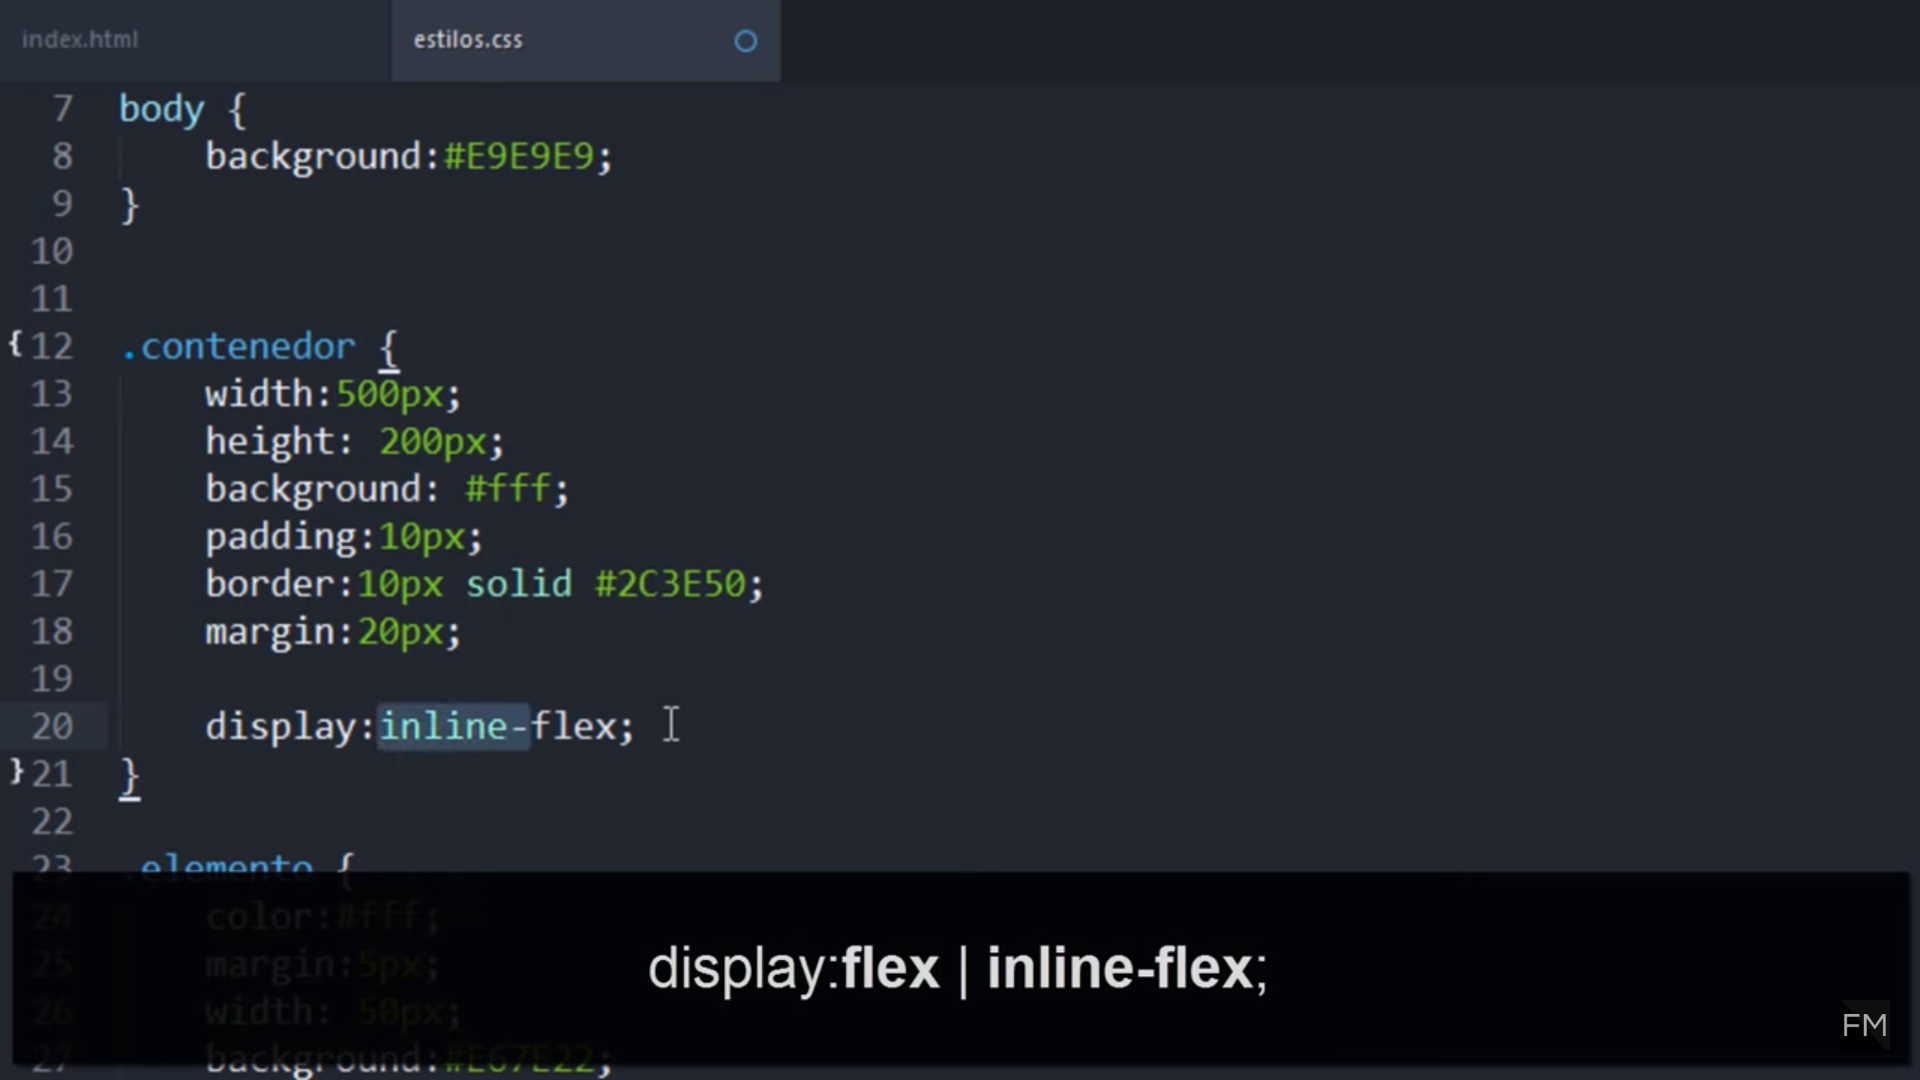 index.html
estilos.css
7 body {
8 background:#E9E9E9;
9 }
10
11
{ 12 .contenedor {
13 width:500px;
14 height: 200px;
15 background: #fff;
16 padding:10px;
17 border:10px solid #2C3E50;
18 margin:20px;
19
20 display:inline-flex;
} 21 }
22
23 .elemento {
24 color:#fff;
25 margin:5px;
26 width: 50px;
27 background:#E67E22;
display:flex | inline-flex;
FM